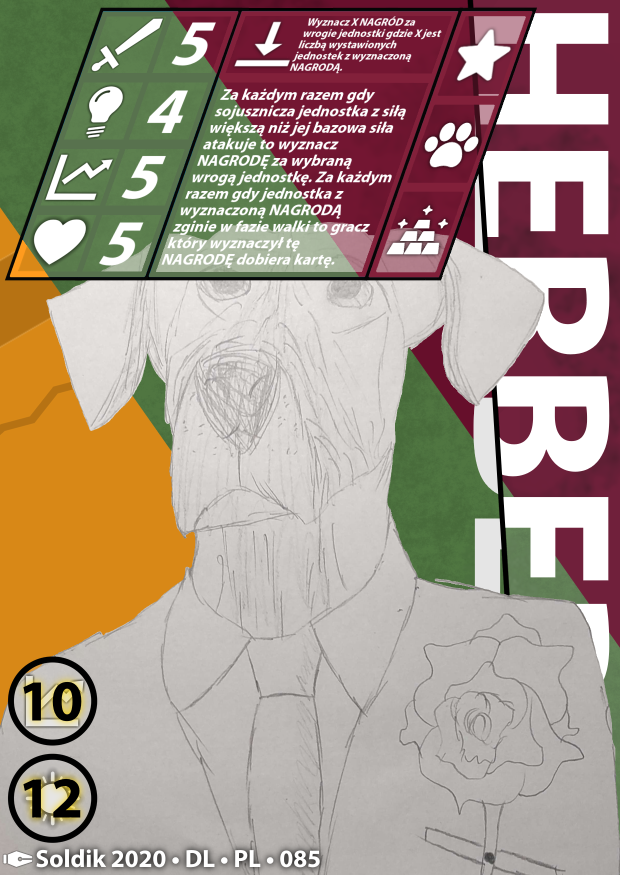 5
4
5
5
Wyznacz X NAGRÓD za
wrogie jednostki gdzie X jest
liczbą wystawionych
jednostek z wyznaczoną
NAGRODĄ.
Za każdym razem gdy
sojusznicza jednostka z siłą
większą niż jej bazowa siła
atakuje to wyznacz
NAGRODĘ za wybraną
wrogą jednostkę. Za każdym
razem gdy jednostka z
wyznaczoną NAGRODĄ
zginie w fazie walki to gracz
który wyznaczył tę
NAGRODĘ dobiera kartę.
10
12
Soldik 2020 • DL • PL • 085